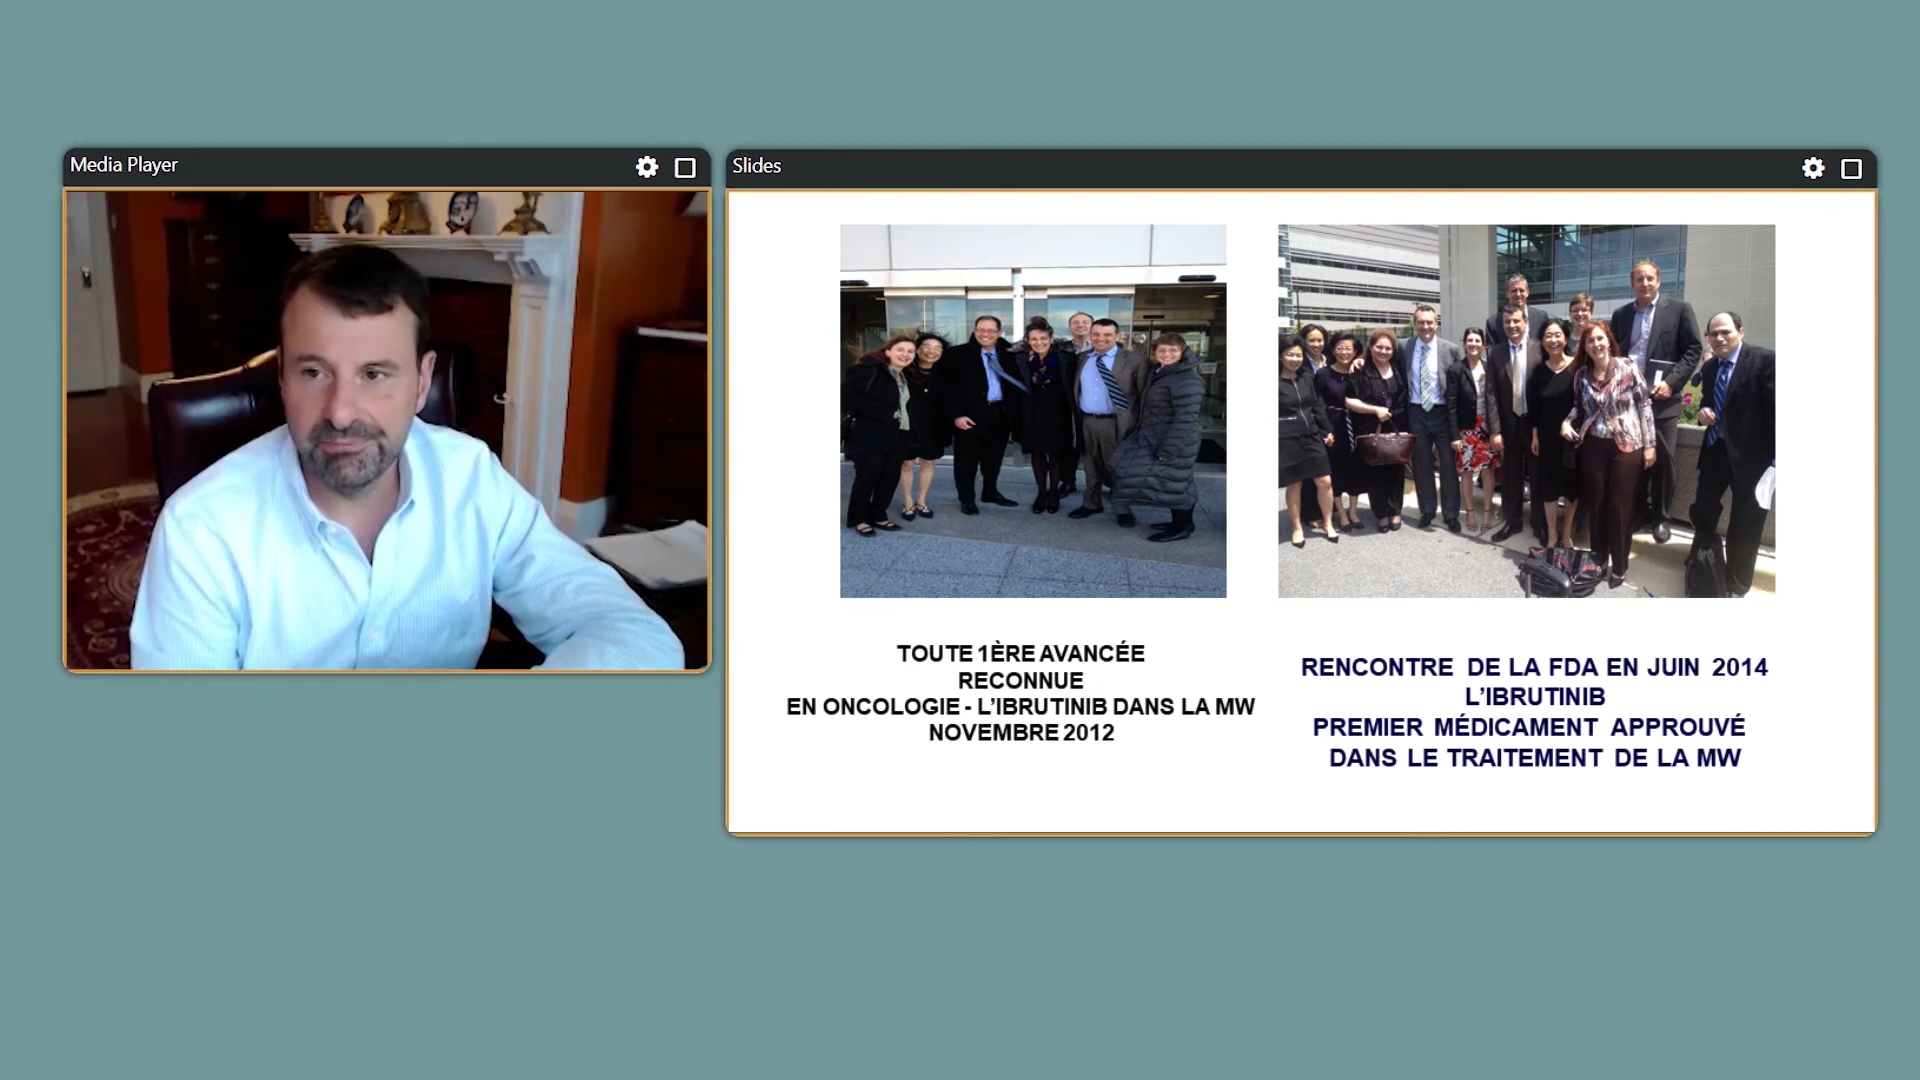 Media Player
Slides
TOUTE 1ÈRE AVANCÉE
RECONNUE
EN ONCOLOGIE - L’IBRUTINIB DANS LA MW
NOVEMBRE 2012
RENCONTRE DE LA FDA EN JUIN 2014
L’IBRUTINIB
PREMIER MÉDICAMENT APPROUVÉ
DANS LE TRAITEMENT DE LA MW